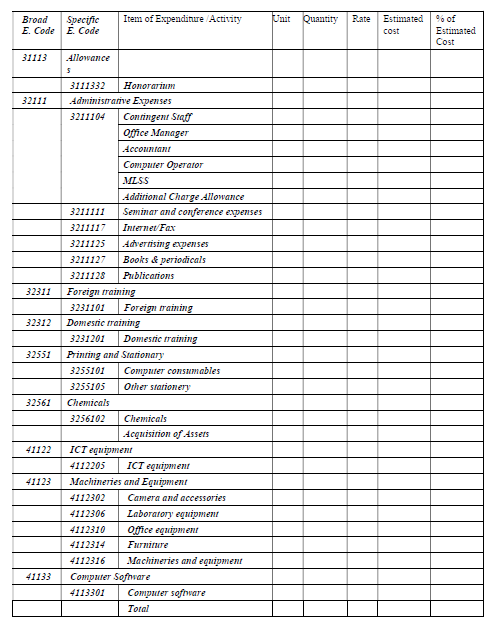 Broad E. Code Specific E. Code Item of Expenditure /Activity Unit Quantity Rate Estimated cost % of Estimated Cost
31113 Allowances
3111332 Honorarium
32111 Administrative Expenses
3211104 Contingent Staff
Office Manager
Accountant
Computer Operator
MLSS
Additional Charge Allowance
3211111 Seminar and conference expenses
3211117 Internet/Fax
3211125 Advertising expenses
3211127 Books & periodicals
3211128 Publications
32311 Foreign training
3231101 Foreign training
32312 Domestic training
3231201 Domestic training
32551 Printing and Stationary
3255101 Computer consumables
3255105 Other stationery
32561 Chemicals
3256102 Chemicals
Acquisition of Assets
41122 ICT equipment
4112205 ICT equipment
41123 Machineries and Equipment
4112302 Camera and accessories
4112306 Laboratory equipment
4112310 Office equipment
4112314 Furniture
4112316 Machineries and equipment
41133 Computer Software
4113301 Computer software
Total